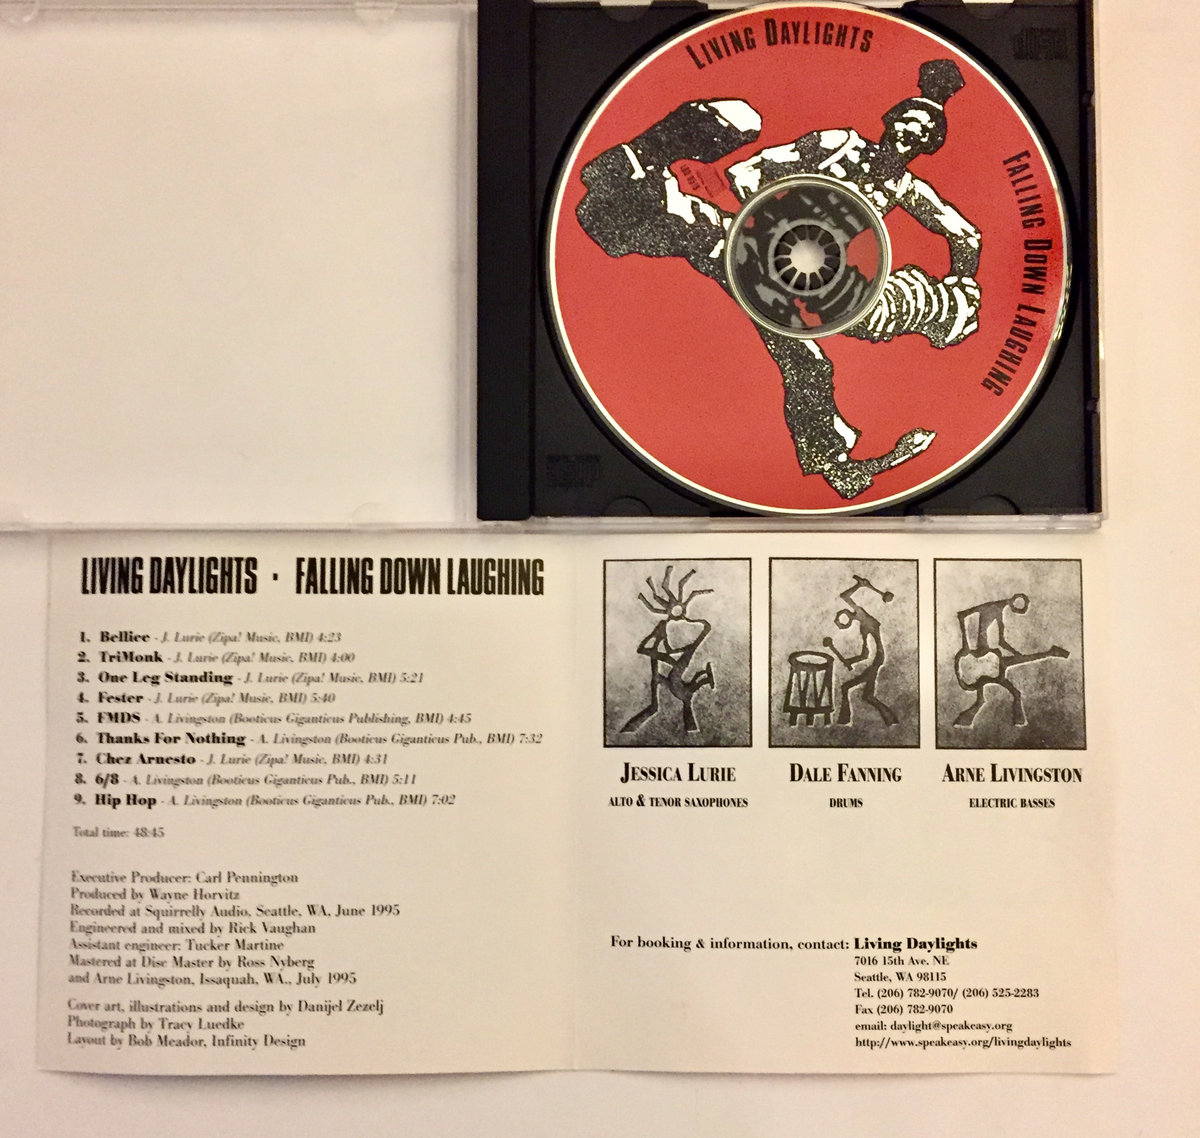 LIVING DAYLIGHTS
FALLING DOWN LAUGHING
LIVING DAYLIGHTS · FALLING DOWN LAUGHING
1. Belliee - J. Lurie (Zipa! Music, BMI) 4:23
2. TriMonk - J. Lurie (Zipa! Music, BMI) 4:00
3. One Leg Standing - J. Lurie (Zipa! Music, BMI) 5:21
4. Fester - J. Lurie (Zipa! Music, BMI) 5:40
5. FMDS - A. Livingston (Booticus Giganticus Publishing, BMI) 4:45
6. Thanks For Nothing - A. Livingston (Booticus Giganticus Pub., BMI) 7:32
7. Chez Arnesto - J. Lurie (Zipa! Music, BMI) 4:31
8. 6/8 - A. Livingston (Booticus Giganticus Pub., BMI) 5:11
9. Hip Hop - A. Livingston (Booticus Giganticus Pub., BMI) 7:02
Total time: 48:45
Executive Producer: Carl Pennington
Produced by Wayne Horvitz
Recorded at Squirrelly Audio, Seattle, WA, June 1995
Engineered and mixed by Rick Vaughan
Assistant engineer: Tucker Martine
Mastered at Disc Master by Ross Nyberg
and Arne Livingston, Issaquah, WA., July 1995
Cover art, illustrations and design by Danijel Zezelj
Photograph by Tracy Luedke
Layout by Bob Meador, Infinity Design
JESSICA LURIE
ALTO & TENOR SAXOPHONES
DALE FANNING
DRUMS
ARNE LIVINGSTON
ELECTRIC BASSES
For booking & information, contact: Living Daylights
7016 15th Ave. NE
Seattle, WA 98115
Tel. (206) 782-9070/ (206) 525-2283
Fax (206) 782-9070
email: daylight@speakeasy.org
http://www.speakeasy.org/livingdaylights